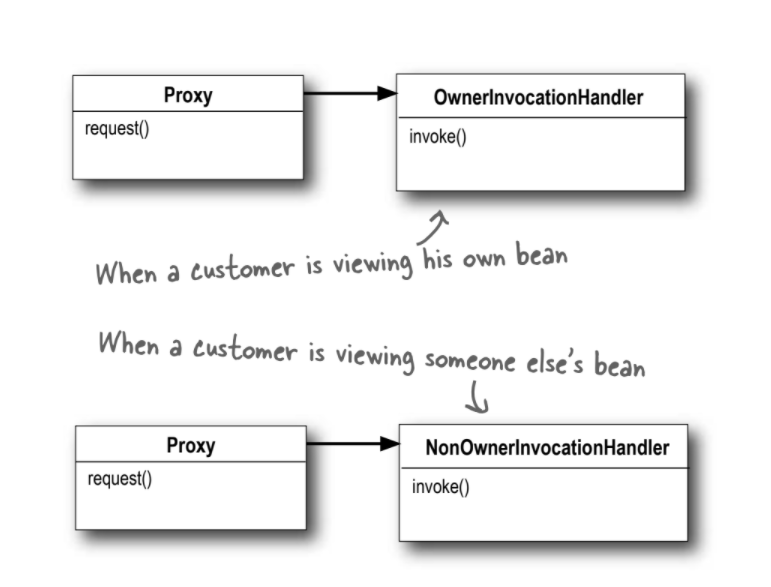 Proxy
request()
OwnerInvocationHandler
invoke()
When a customer is viewing his own bean
When a customer is viewing someone else's bean
Proxy
request()
NonOwnerInvocationHandler
invoke()